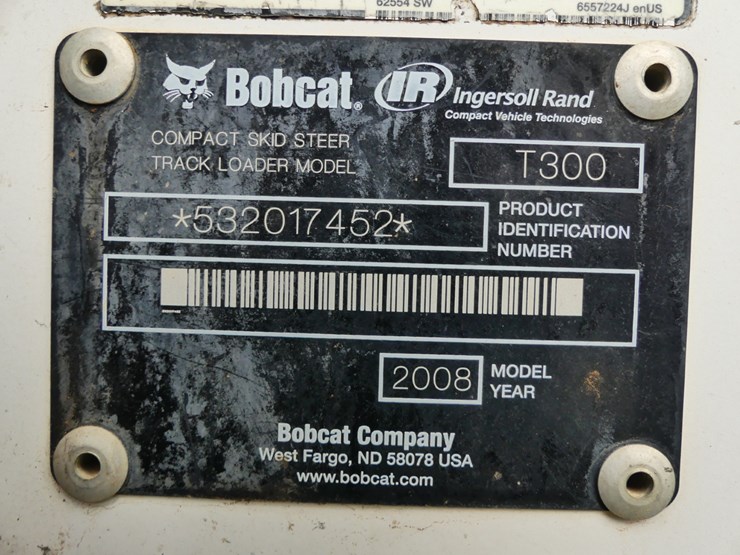 62554 SW
6557224J enUS
Bobcat®
IR Ingersoll Rand
Compact Vehicle Technologies
COMPACT SKID STEER
TRACK LOADER MODEL
T300
*532017452*
PRODUCT
IDENTIFICATION
NUMBER
2008
MODEL
YEAR
Bobcat Company
West Fargo, ND 58078 USA
www.bobcat.com